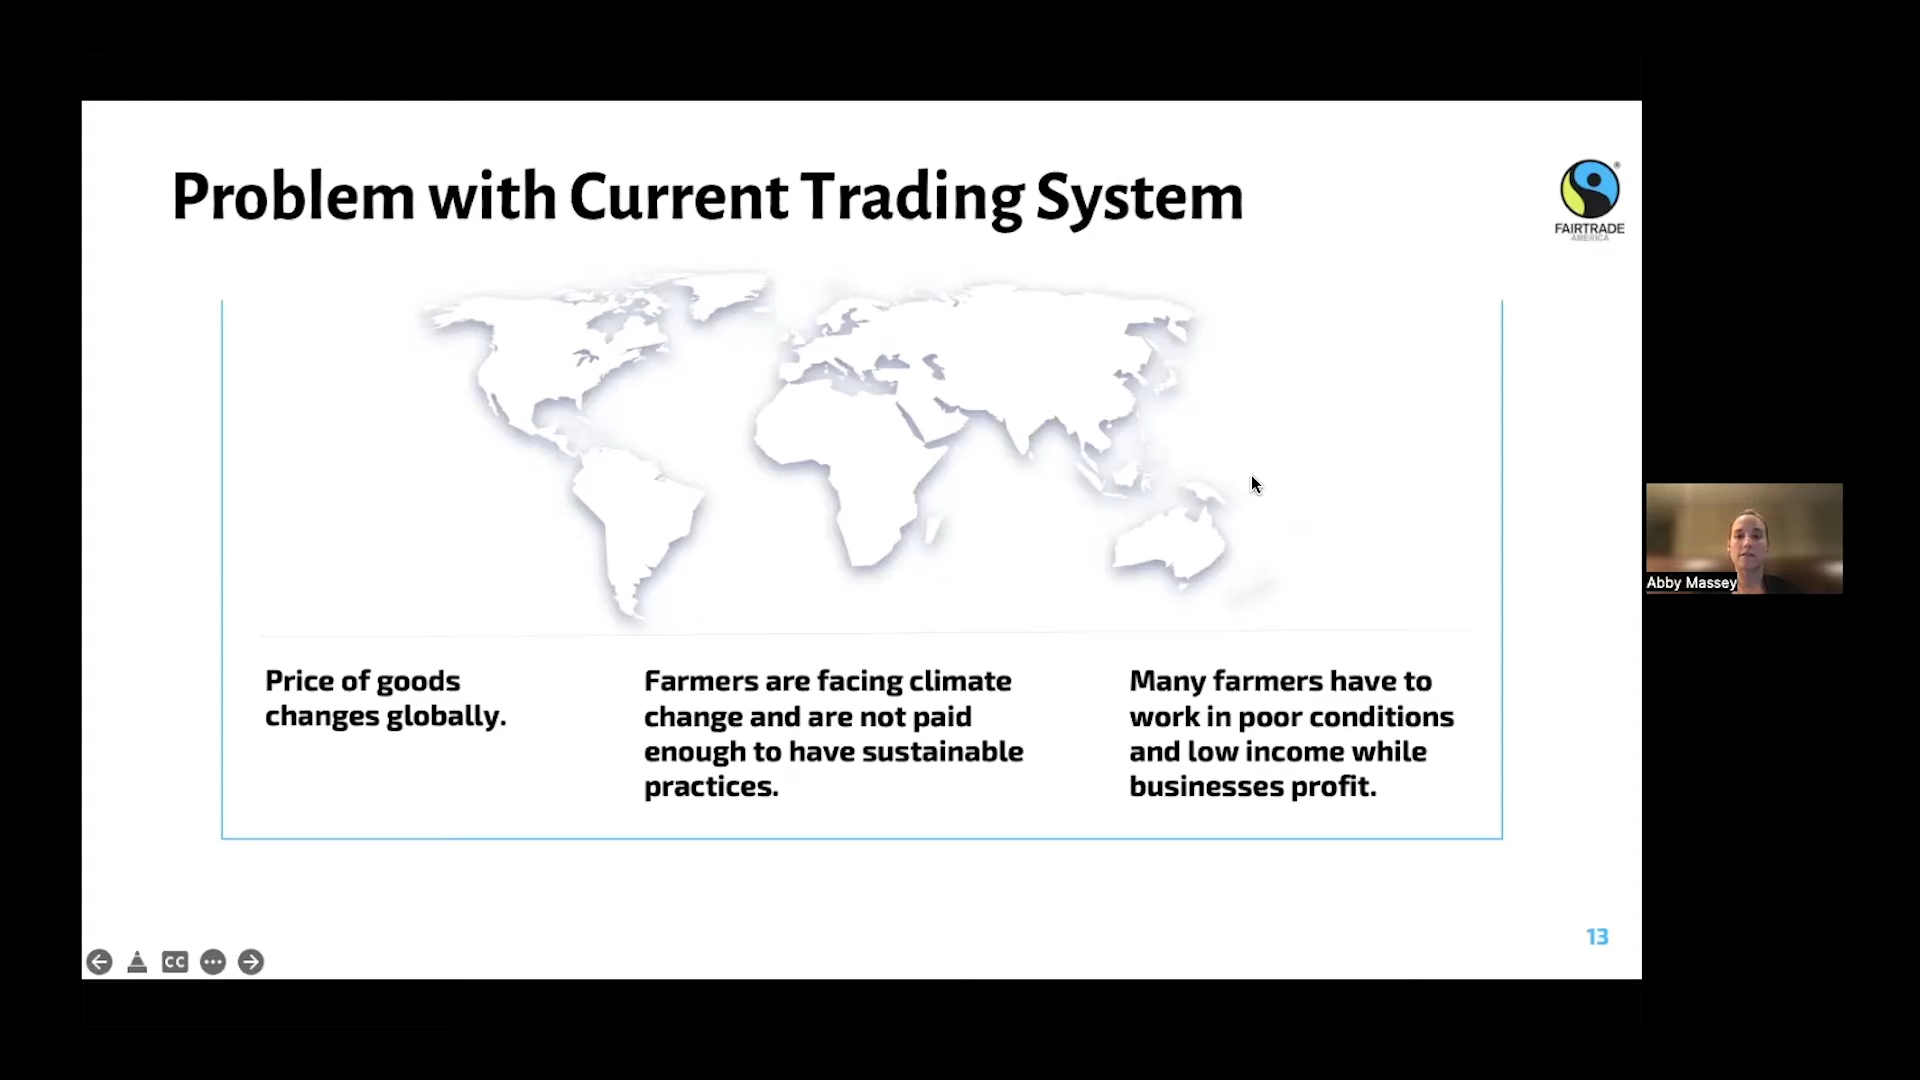 Problem with Current Trading System
®
FAIRTRADE
AMERICA
Price of goods
changes globally.
Farmers are facing climate
change and are not paid
enough to have sustainable
practices.
Many farmers have to
work in poor conditions
and low income while
businesses profit.
Abby Massey
13
CC